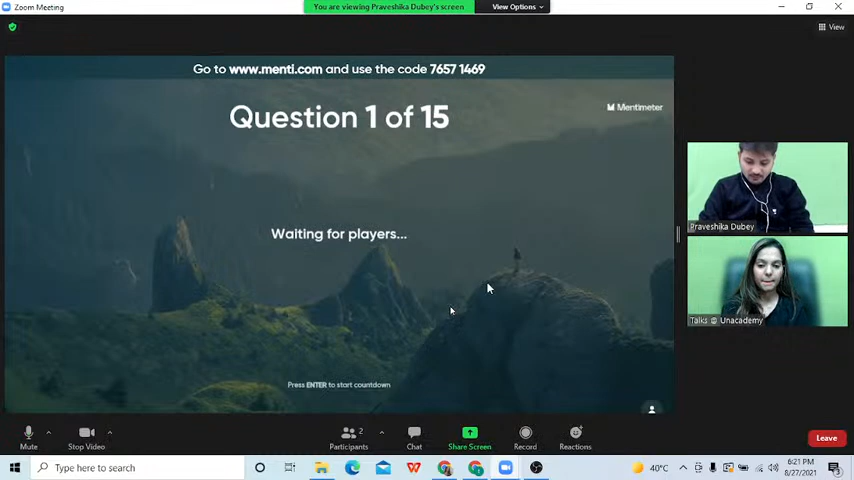 Zoom Meeting
You are viewing Praveshika Dubey's screen
View Options
View
Go to www.menti.com and use the code 7657 1469
Mentimeter
Question 1 of 15
Waiting for players...
Press ENTER to start countdown
Praveshika Dubey
Talks @ Unacademy
Mute
Stop Video
2
Participants
Chat
Share Screen
Record
Reactions
Leave
Type here to search
40°C
6:21 PM
8/27/2021